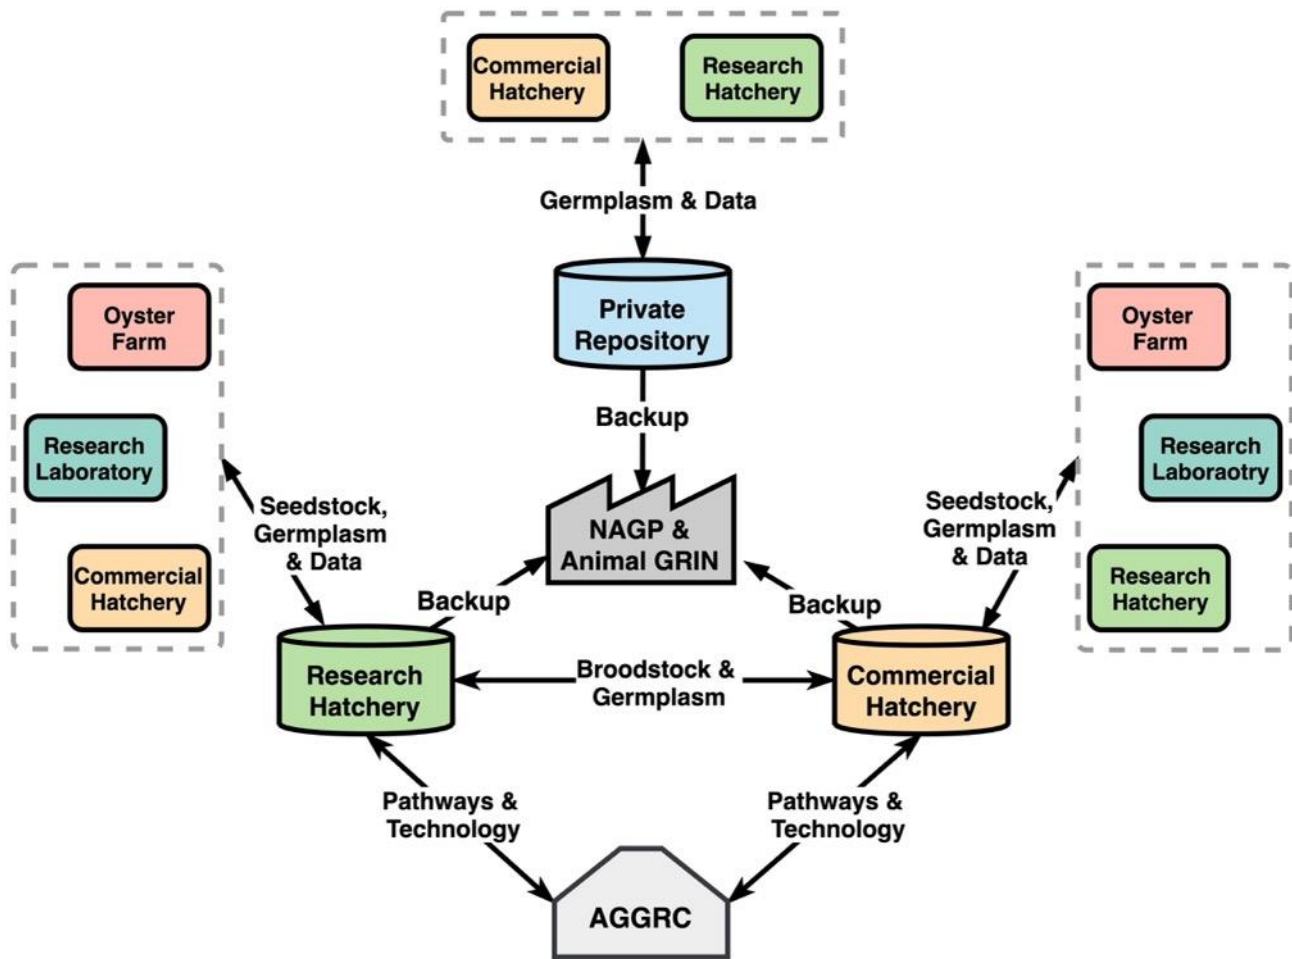 Commercial
Hatchery
Research
Hatchery
Germplasm & Data
Private
Repository
Oyster
Farm
Research
Laboratory
Commercial
Hatchery
Oyster
Farm
Research
Laboraotry
Research
Hatchery
Backup
Seedstock,
Germplasm
& Data
NAGP &
Animal GRIN
Seedstock,
Germplasm
& Data
Backup
Backup
Research
Hatchery
Broodstock &
Germplasm
Commercial
Hatchery
Pathways &
Technology
Pathways &
Technology
AGGRC